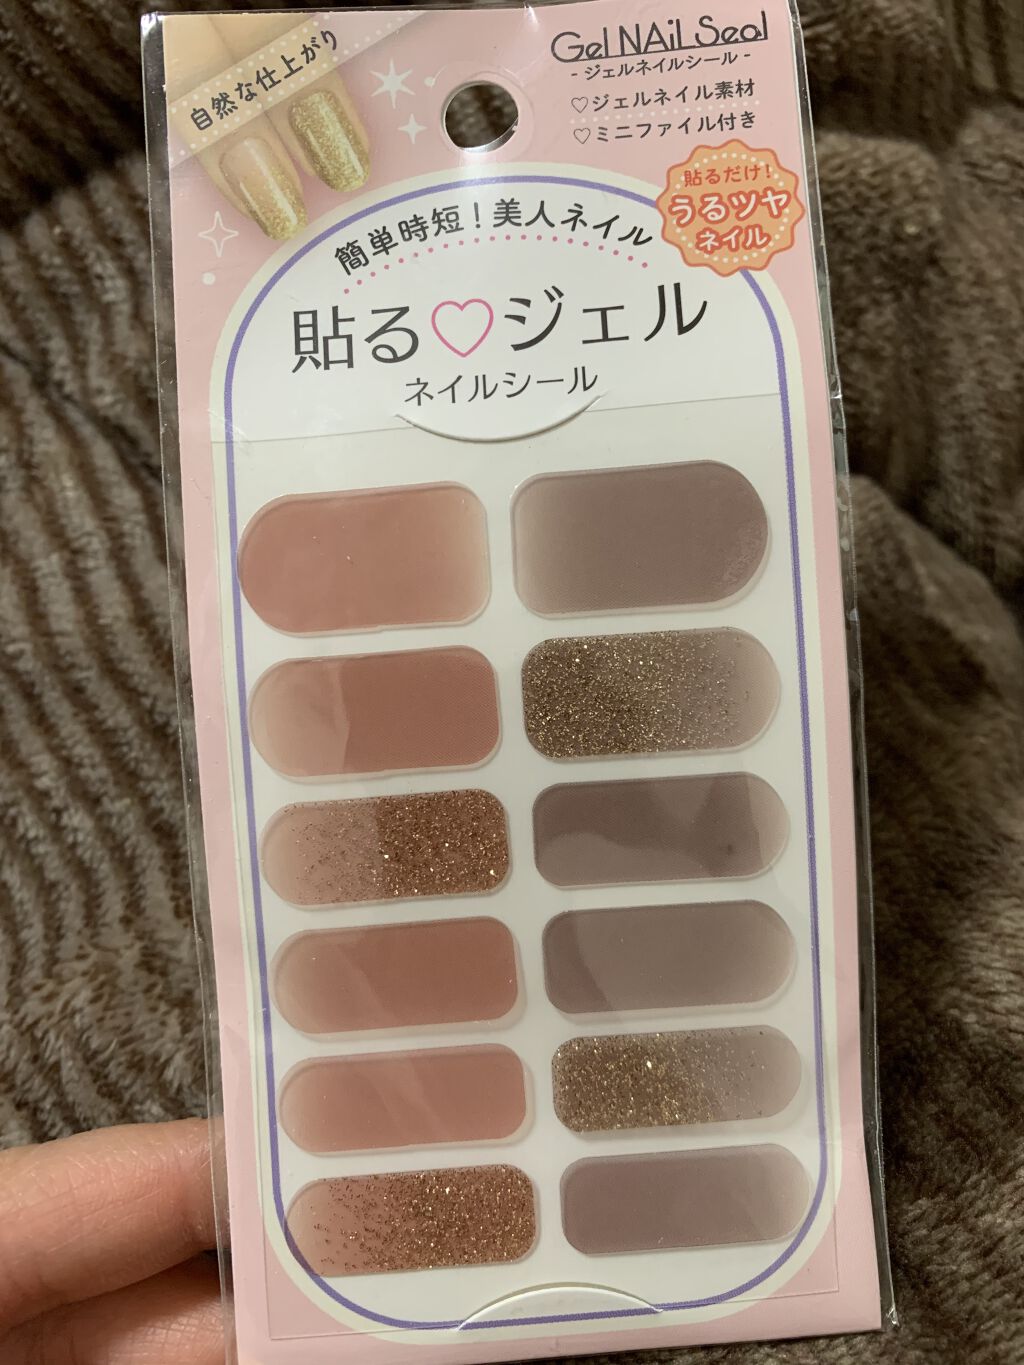 自然な仕上がり
Gel NAiL Seal
- ジェルネイルシール -
♡ジェルネイル素材
♡ミニファイル付き
貼るだけ!
うるツヤ
ネイル
簡単時短!美人ネイル
貼る♡ジェル
ネイルシール